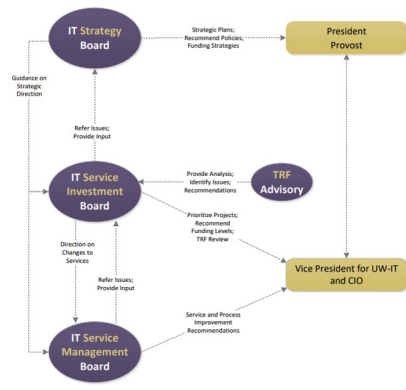 IT Strategy
Board
Strategic Plans;
Recommend Policies;
Funding Strategies
President
Provost
Guidance on
Strategic
Direction
Refer Issues;
Provide Input
IT Service
Investment
Board
Provide Analysis;
Identify Issues;
Recommendations
TRF
Advisory
Prioritize Projects;
Recommend
Funding Levels;
TRF Review
Direction on
Changes to
Services
Refer Issues;
Provide Input
Vice President for UW-IT
and CIO
Service and Process
Improvement
Recommendations
IT Service
Management
Board